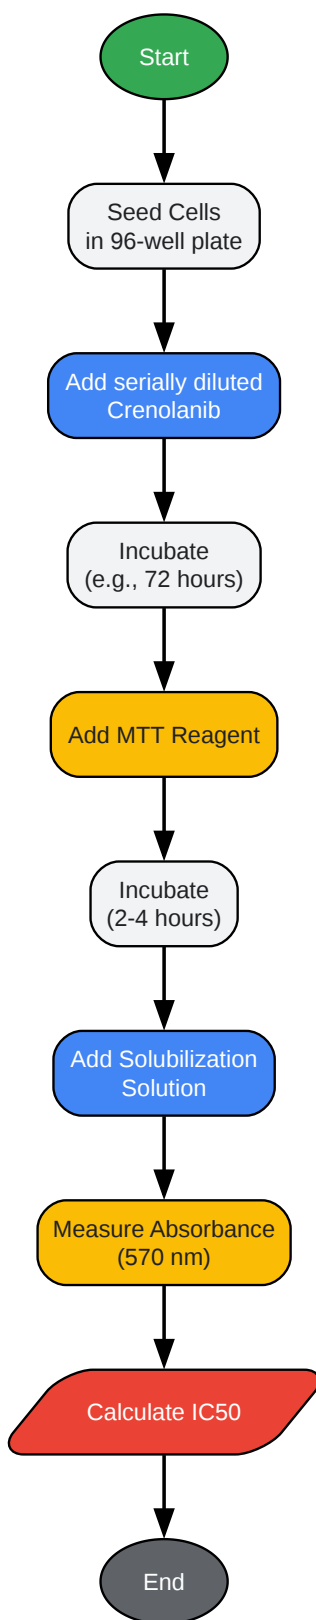 Start
Seed Cells
in 96-well plate
Add serially diluted
Crenolanib
Incubate
(e.g., 72 hours)
Add MTT Reagent
Incubate
(2-4 hours)
Add Solubilization
Solution
Measure Absorbance
(570 nm)
Calculate IC50
End